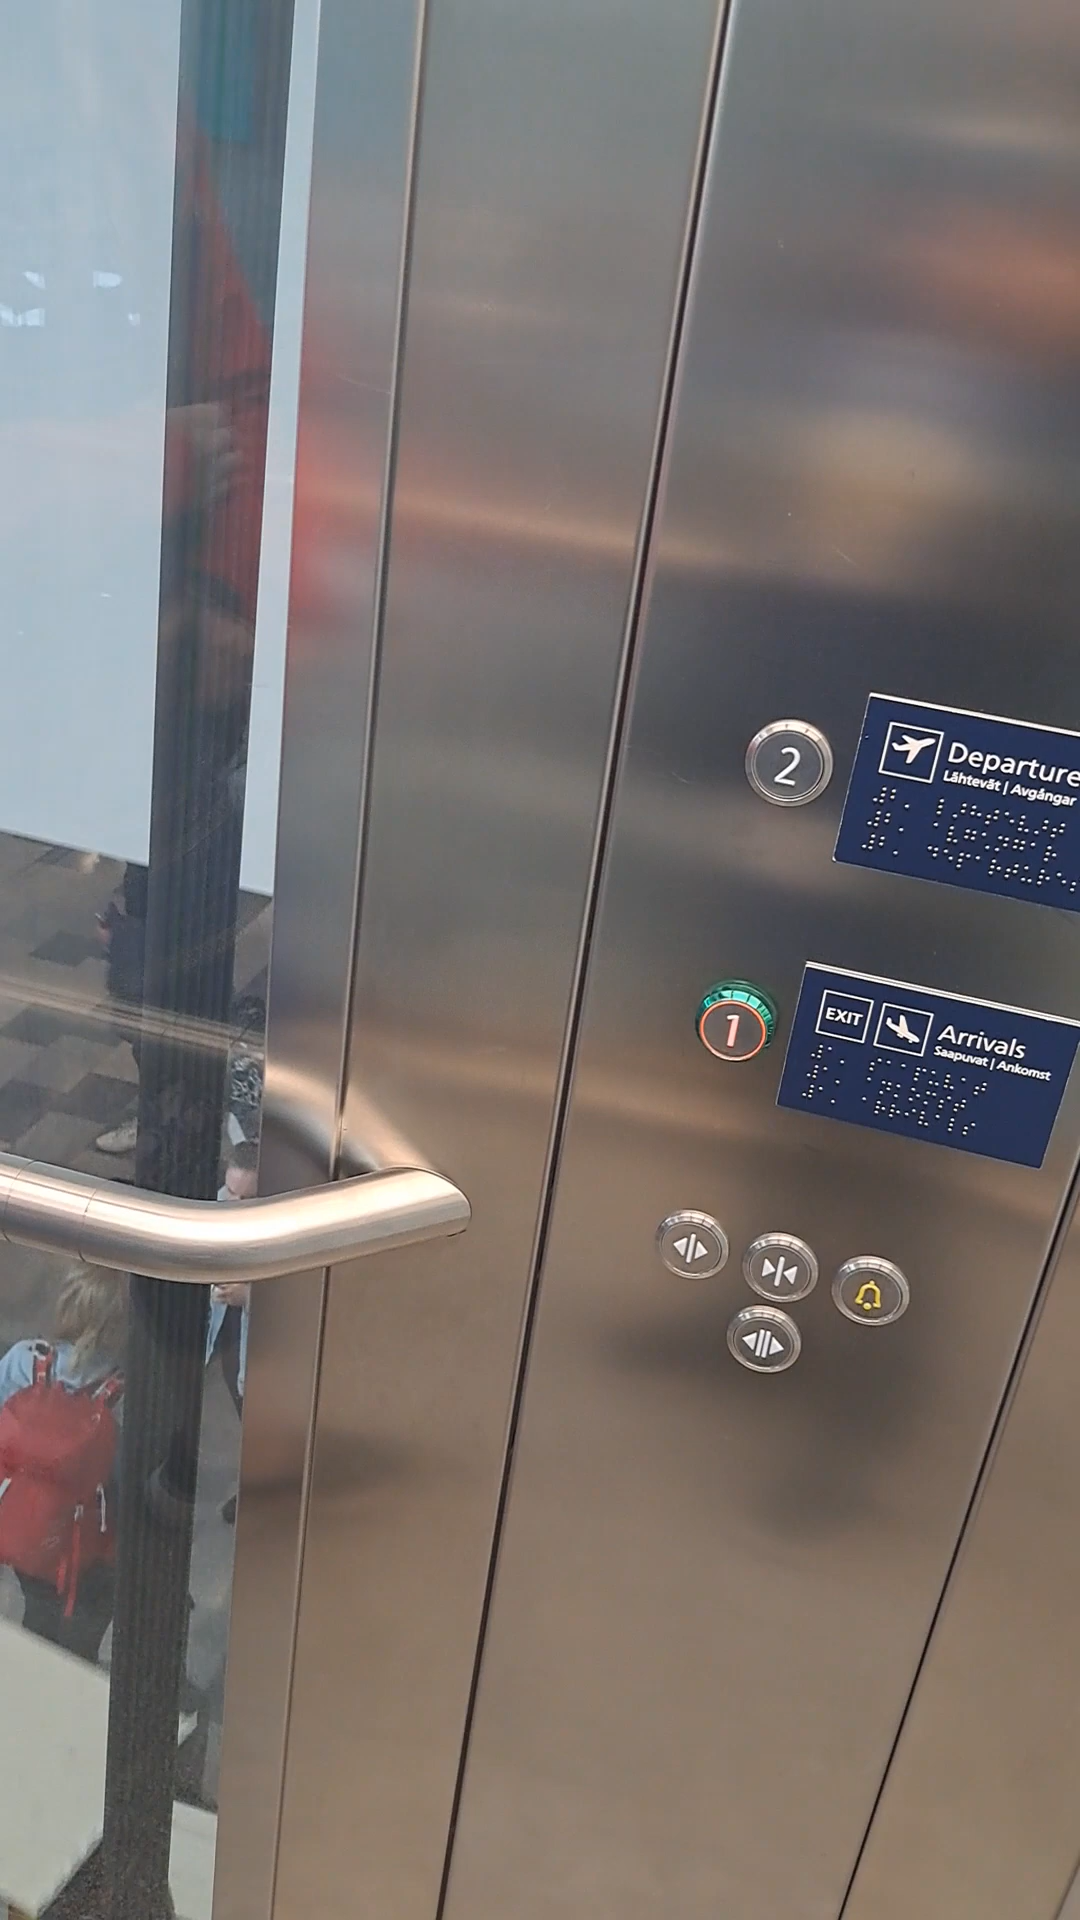 2
Departure
Lähtevät | Avgångar
1
EXIT
Arrivals
Saapuvat | Ankomst